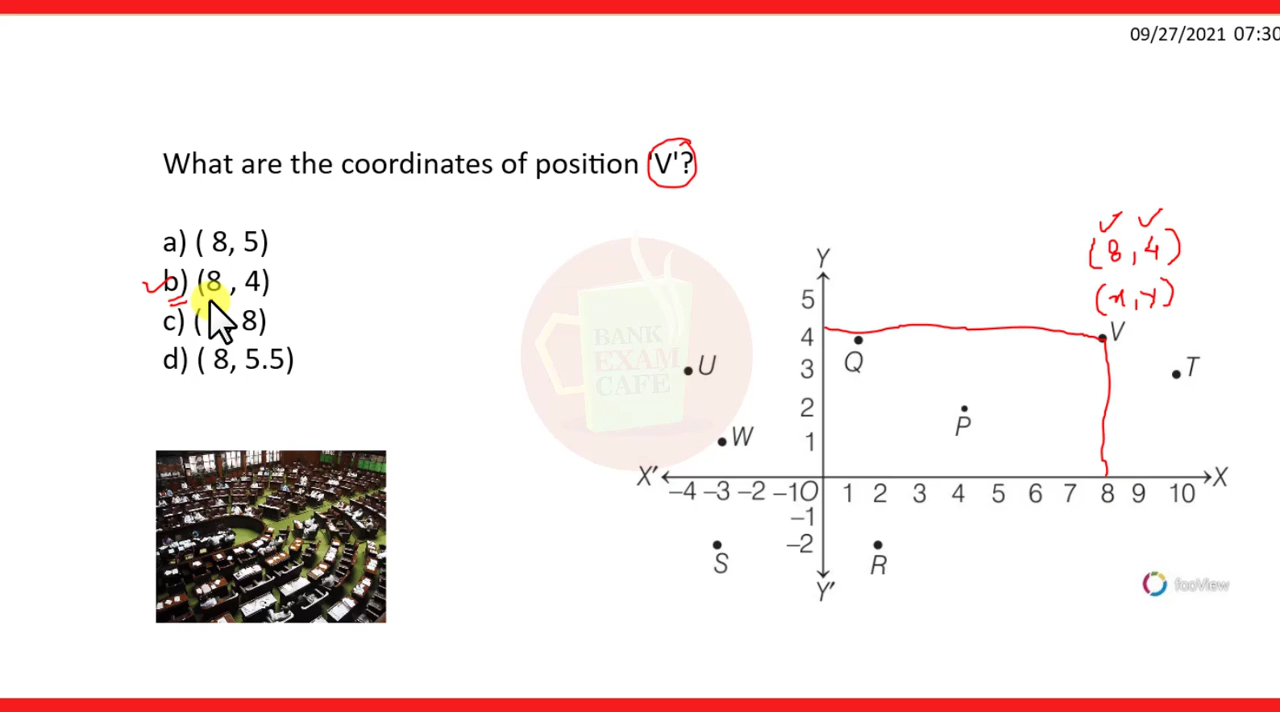 09/27/2021 07:30
What are the coordinates of position 'V'?
a) ( 8, 5)
b) (8 , 4)
c) ( 8)
d) ( 8, 5.5)
(8,4)
(x,y)
BANK
EXAM
CAFE
Y
5
4
3
2
1
V
Q
T
U
P
W
X'
X
–4 –3 –2 –1 O 1 2 3 4 5 6 7 8 9 10
–1
–2
S
R
Y'
fooView